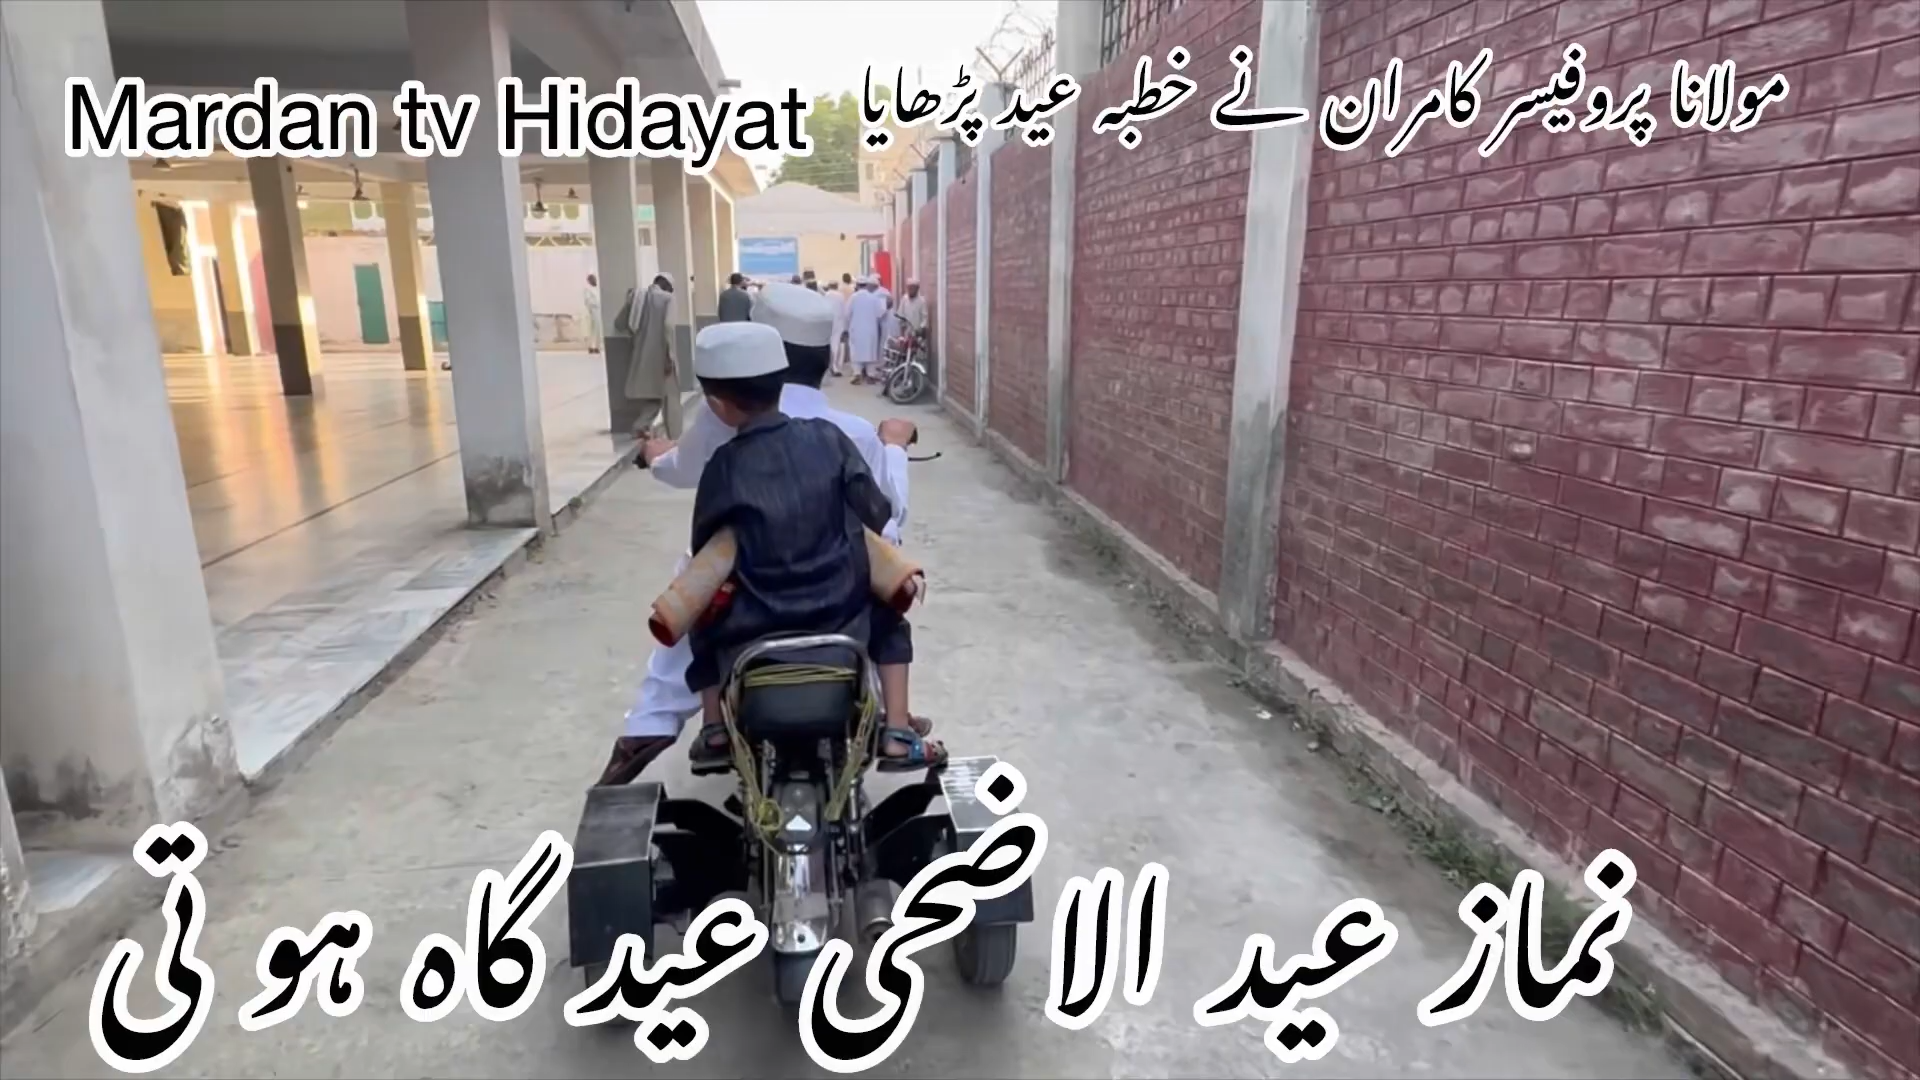 Mardan tv Hidayat
مولانا پروفیسر کامران نے خطبہ عید پڑھایا
نماز عید الاضحی عید گاہ ہوتی